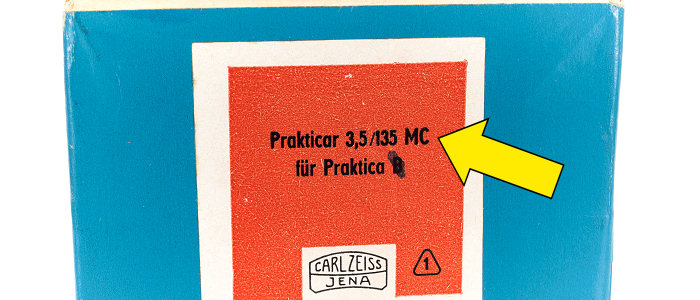 Prakticar 3,5/135 MC
für Praktica
CARL ZEISS
JENA
1